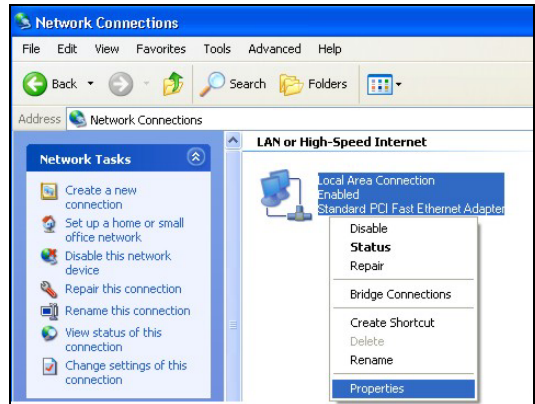 Network Connections
File Edit View Favorites Tools Advanced Help
Back Search Folders
Address Network Connections
Network Tasks
Create a new
connection
Set up a home or small
office network
Disable this network
device
Repair this connection
Rename this connection
View status of this
connection
Change settings of this
connection
LAN or High-Speed Internet
Local Area Connection
Enabled
Standard PCI Fast Ethernet Adapter
Disable
Status
Repair
Bridge Connections
Create Shortcut
Delete
Rename
Properties